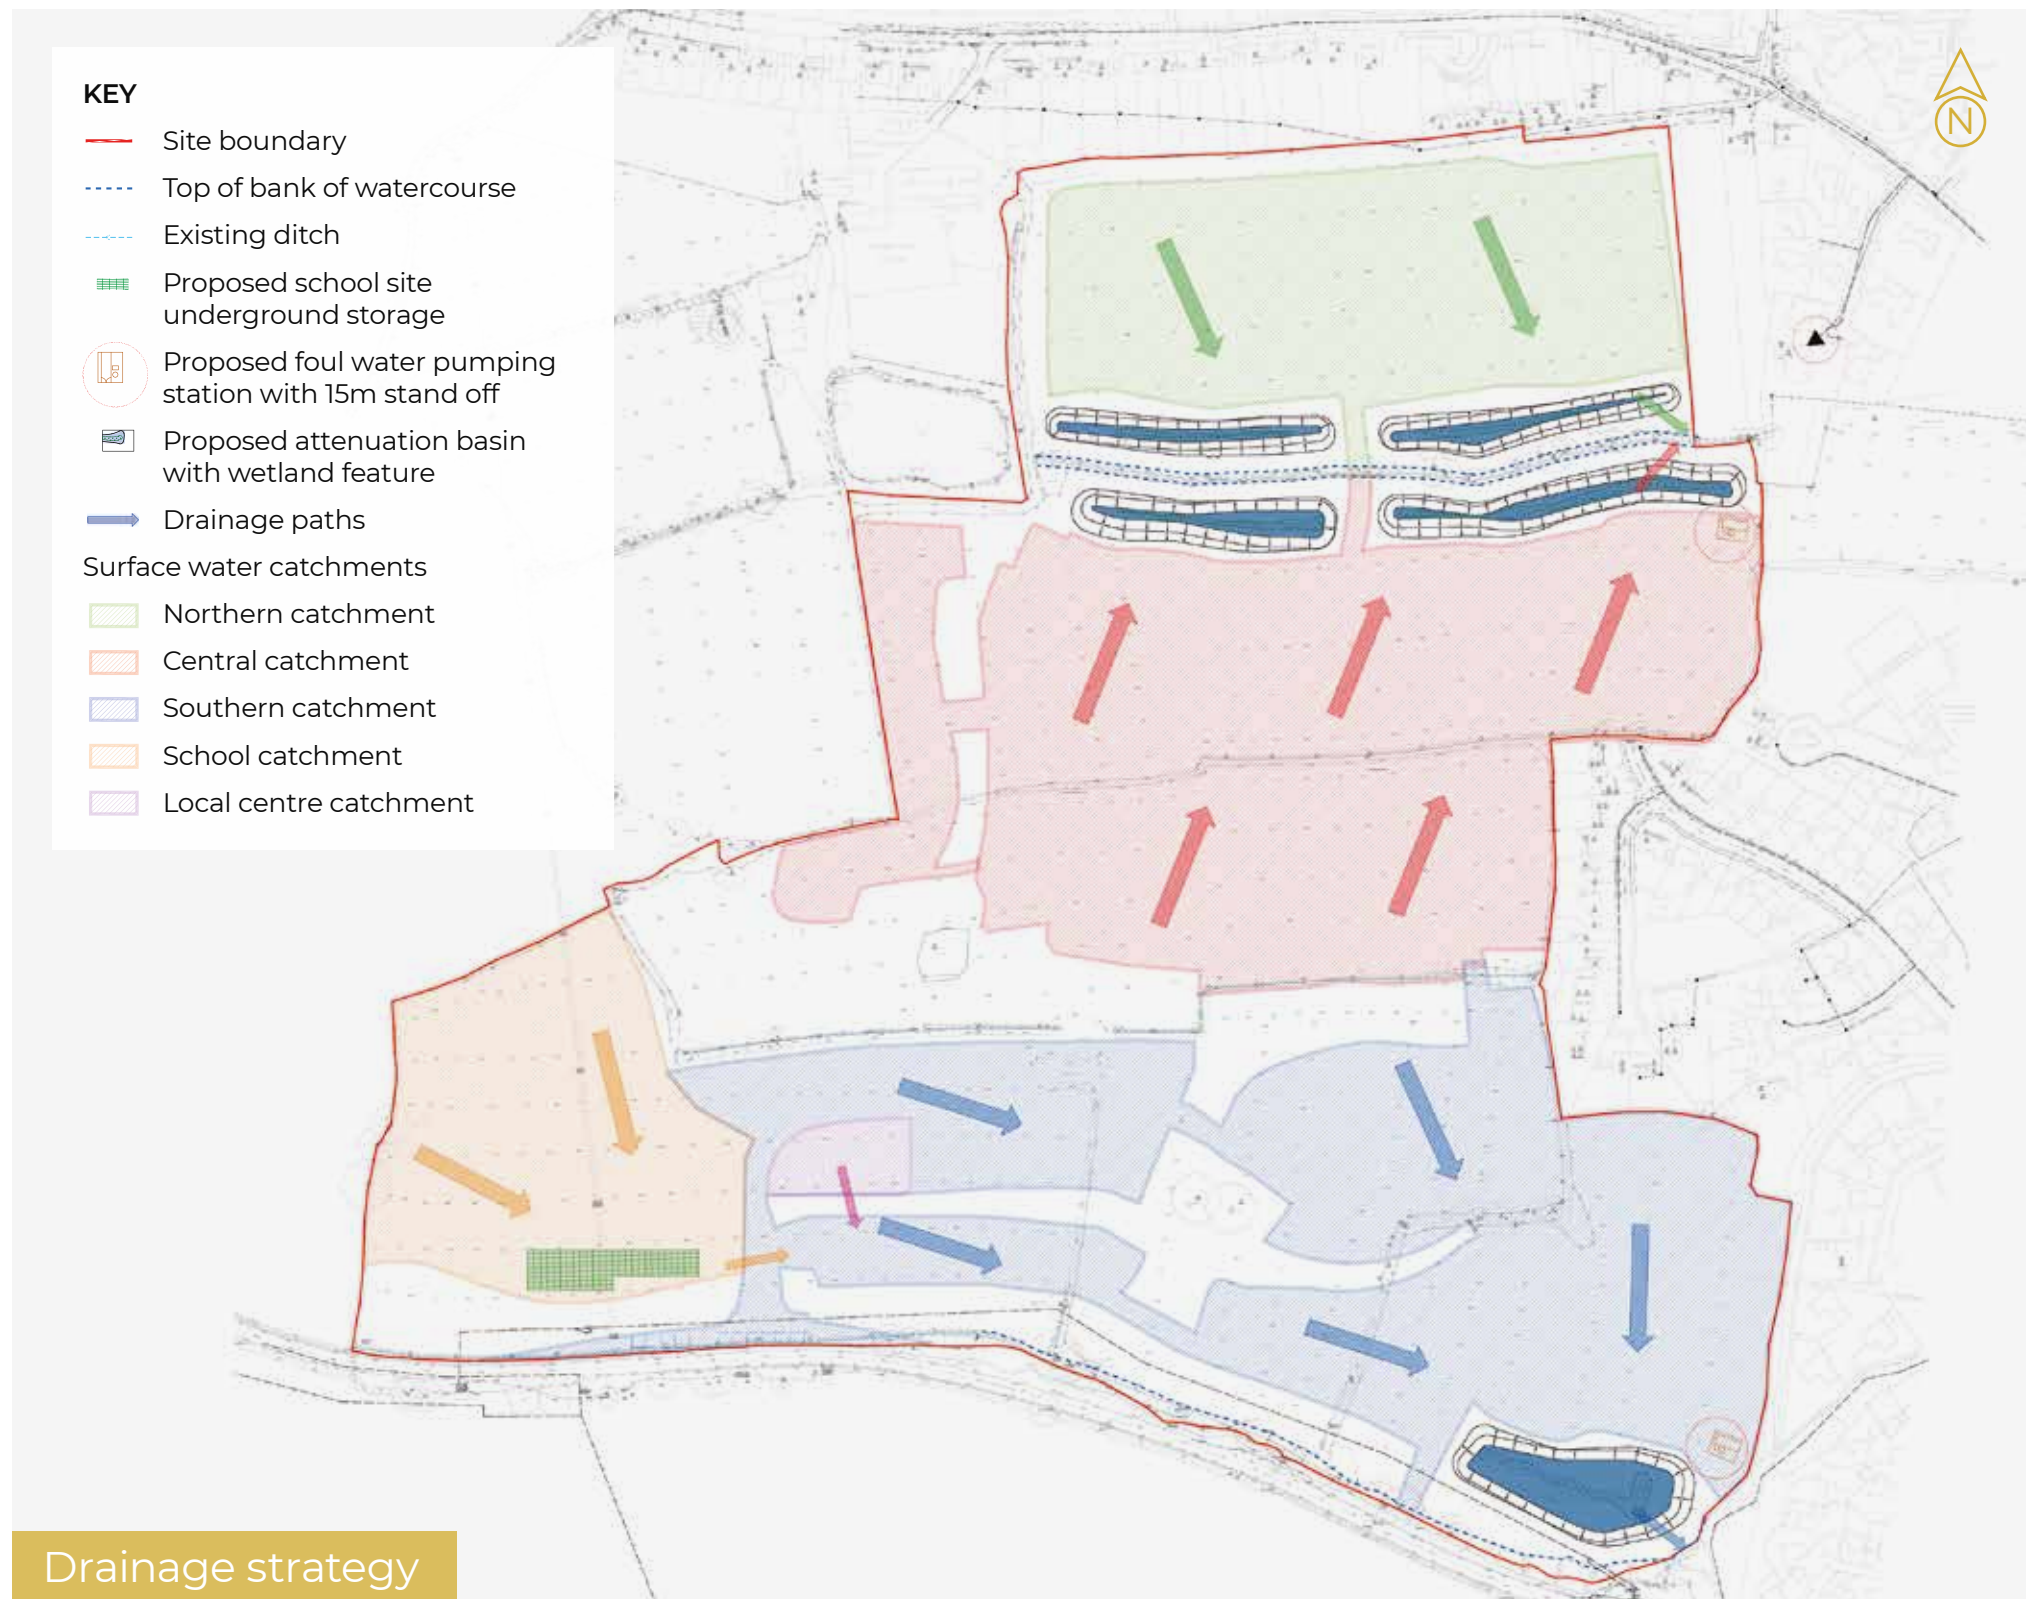 KEY
Site boundary
Top of bank of watercourse
Existing ditch
Proposed school site
underground storage
Proposed foul water pumping
station with 15m stand off
Proposed attenuation basin
with wetland feature
Drainage paths
Surface water catchments
Northern catchment
Central catchment
Southern catchment
School catchment
Local centre catchment
N
Drainage strategy